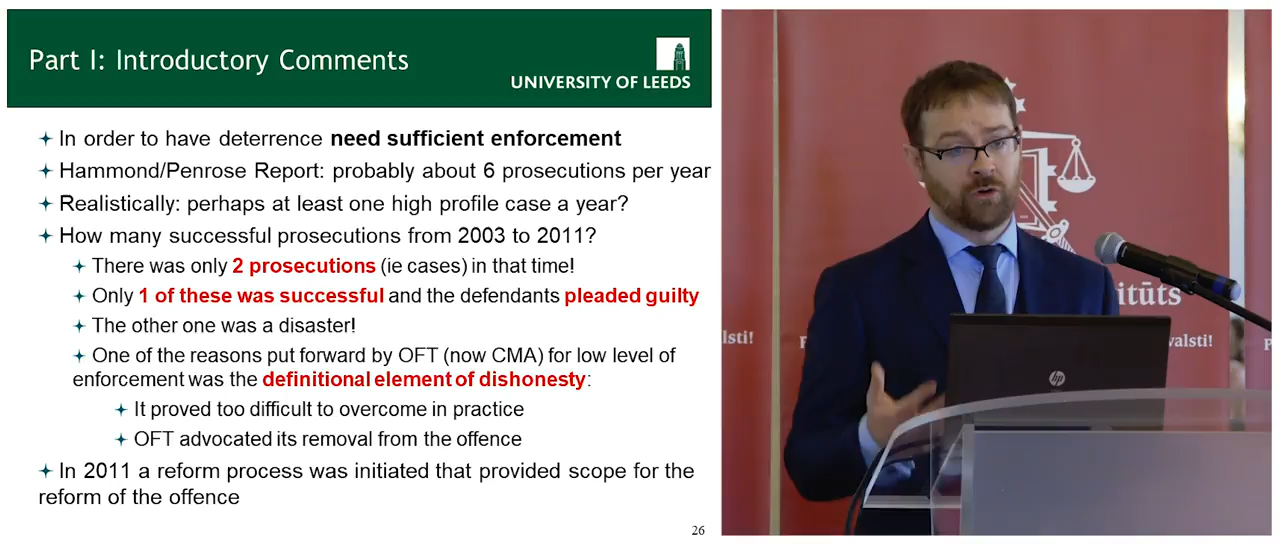 Part I: Introductory Comments
UNIVERSITY OF LEEDS
In order to have deterrence need sufficient enforcement
Hammond/Penrose Report: probably about 6 prosecutions per year
Realistically: perhaps at least one high profile case a year?
How many successful prosecutions from 2003 to 2011?
There was only 2 prosecutions (ie cases) in that time!
Only 1 of these was successful and the defendants pleaded guilty
The other one was a disaster!
One of the reasons put forward by OFT (now CMA) for low level of
enforcement was the definitional element of dishonesty:
It proved too difficult to overcome in practice
OFT advocated its removal from the offence
In 2011 a reform process was initiated that provided scope for the
reform of the offence
26
itūts
lsti!
valsti!
hp